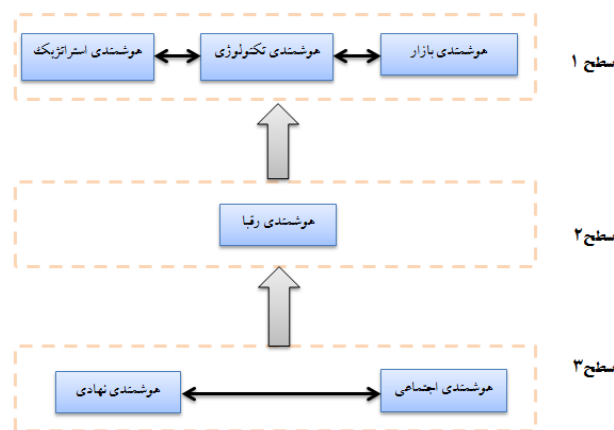 هوشمندی بازار
هوشمندی تکنولوژی
هوشمندی استراتژیک
سطح ۱
هوشمندی رقبا
سطح۲
هوشمندی اجتماعی
هوشمندی نهادی
سطح۳